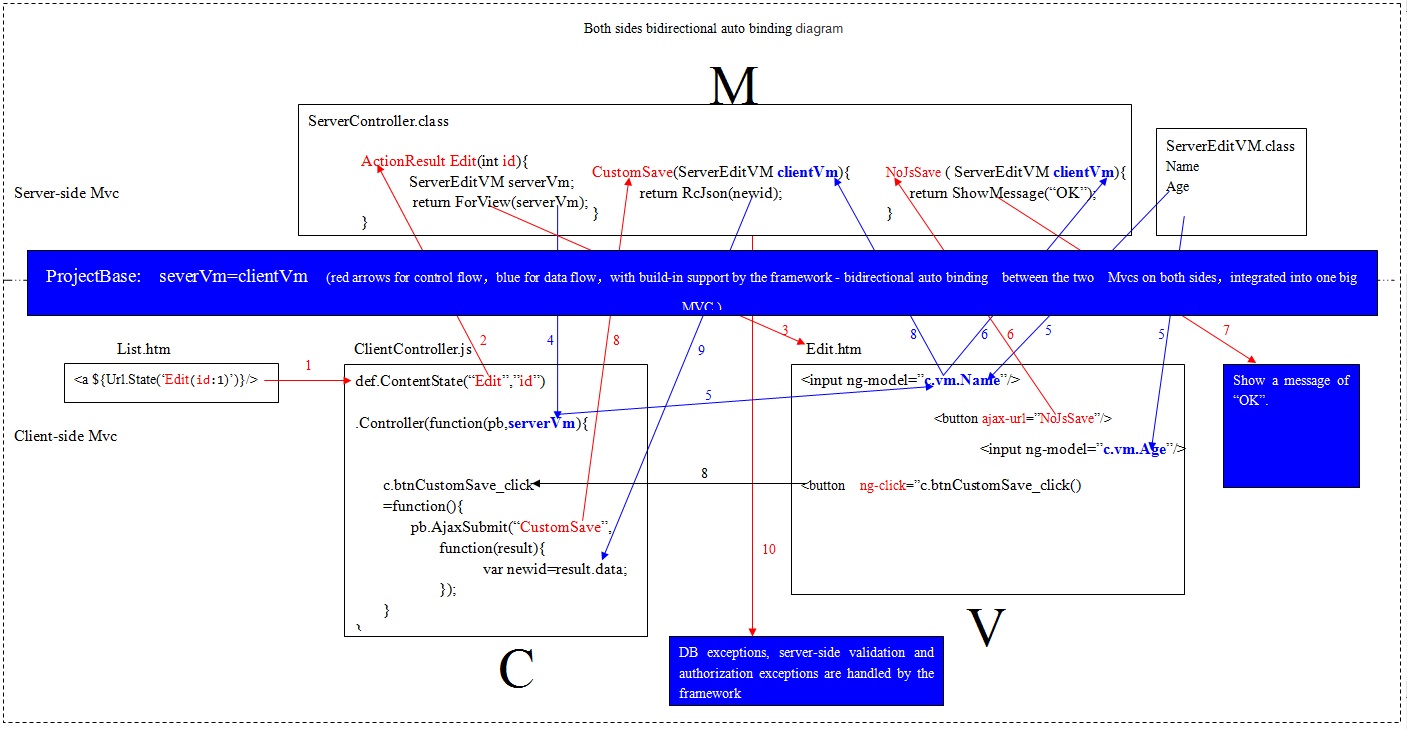 Both sides bidirectional auto binding diagram
M
ServerController.class
ActionResult Edit(int id){
ServerEditVM serverVm;
return ForView(serverVm);
}
CustomSave(ServerEditVM clientVm){
return RcJson(newid);
}
NoJsSave ( ServerEditVM clientVm){
return ShowMessage(“OK”);
}
ServerEditVM.class
Name
Age
Server-side Mvc
ProjectBase: severVm=clientVm (red arrows for control flow, blue for data flow, with build-in support by the framework - bidirectional auto binding between the two Mvcs on both sides, integrated into one big
MVC )
2
4
8
9
3
8
6
6
5
5
7
List.htm
<a ${Url.State(‘Edit(id:1)’)}/>
1
Client-side Mvc
ClientController.js
def.ContentState(“Edit”,”id”)
.Controller(function(pb,serverVm){
c.btnCustomSave_click
=function(){
pb.AjaxSubmit(“CustomSave”,
function(result){
var newid=result.data;
});
}
}
5
8
10
Edit.htm
<input ng-model=”c.vm.Name”/>
<button ajax-url=”NoJsSave”/>
<input ng-model=”c.vm.Age”/>
<button ng-click=”c.btnCustomSave_click()
Show a message of
“OK”.
C
V
DB exceptions, server-side validation and
authorization exceptions are handled by the
framework